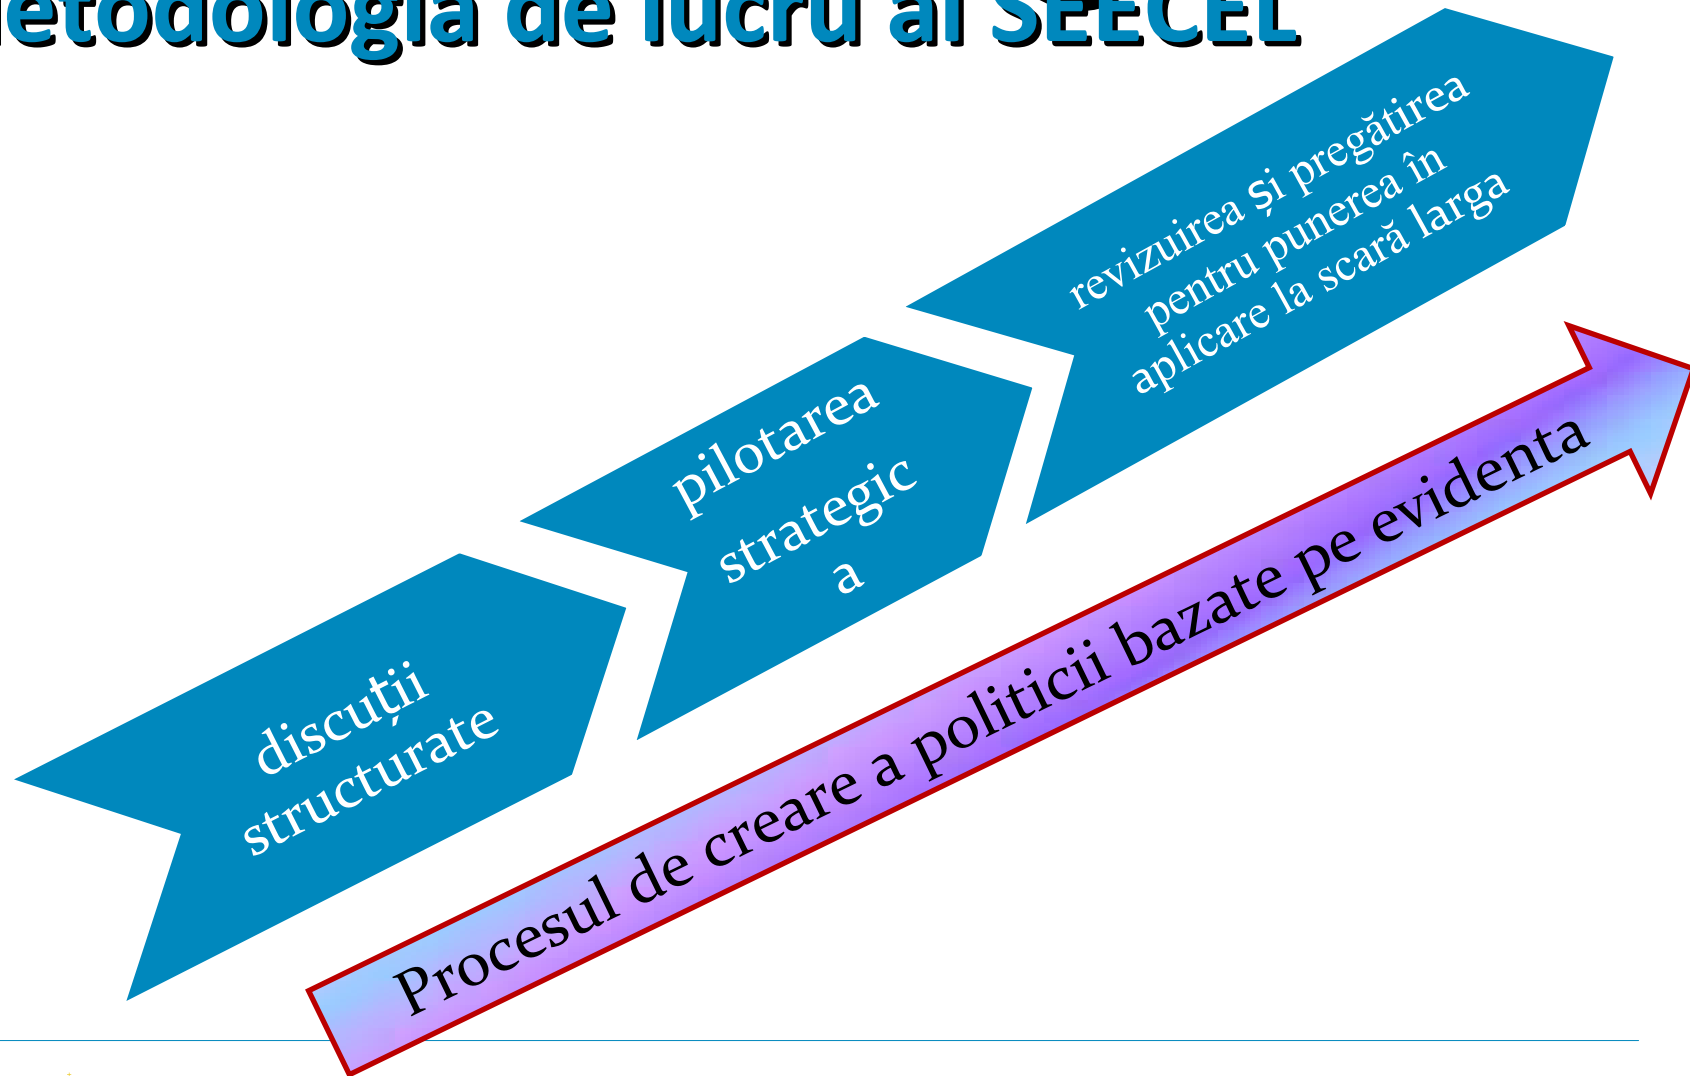 etodologia de lucru al SEECEL
revizuirea și pregătirea
pentru punerea în
aplicare la scară larga
pilotarea
strategic
a
discuții
structurate
Procesul de creare a politicii bazate pe evidenta